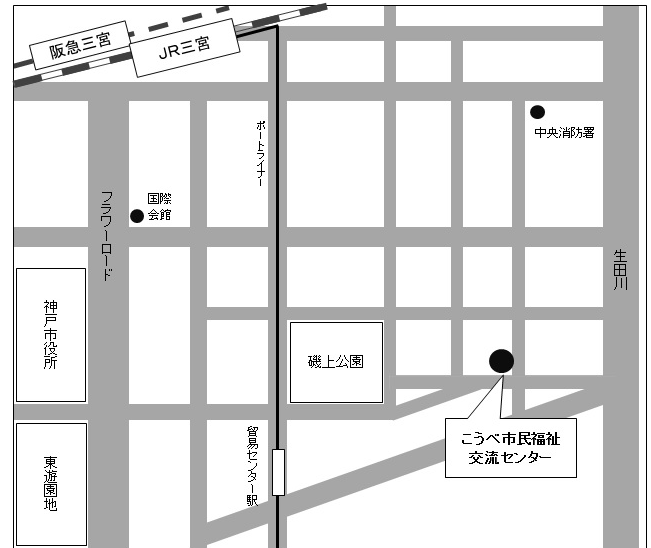 阪急三宮
JR三宮
中央消防署
ポートライナー
国際
会館
フラワーロード
生田川
神戸市役所
磯上公園
こうべ市民福祉
交流センター
貿易センター駅
東遊園地